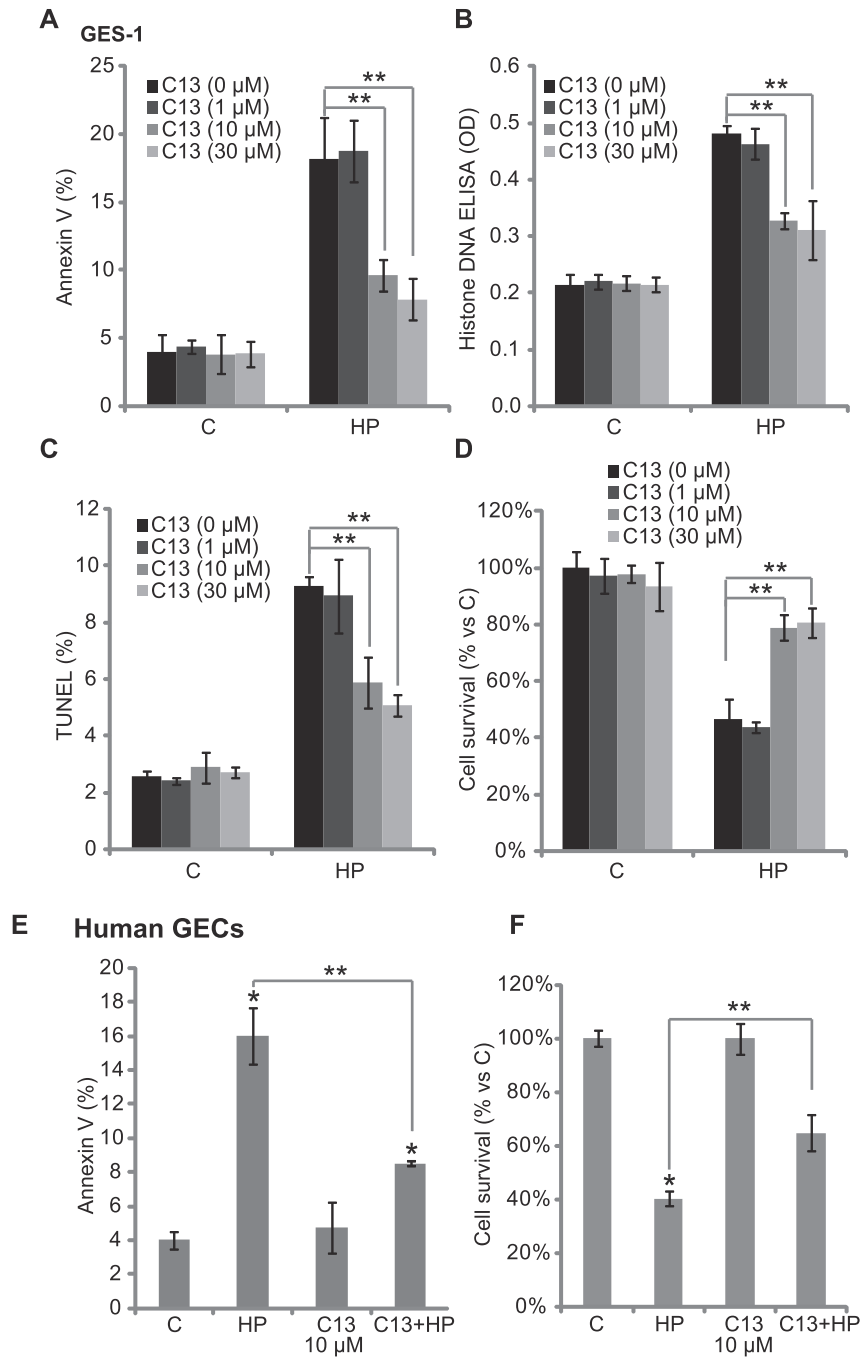 A
GES-1
25
20
15
10
5
0
Annexin V (%)
C13 (0 µM)
C13 (1 µM)
C13 (10 µM)
C13 (30 µM)
**
**
C
HP
B
0.6
0.5
0.4
0.3
0.2
0.1
0.0
Histone DNA ELISA (OD)
C13 (0 µM)
C13 (1 µM)
C13 (10 µM)
C13 (30 µM)
**
**
C
HP
C
12
10
8
6
4
2
0
TUNEL (%)
C13 (0 µM)
C13 (1 µM)
C13 (10 µM)
C13 (30 µM)
**
**
C
HP
D
120%
100%
80%
60%
40%
20%
0%
Cell survival (% vs C)
C13 (0 µM)
C13 (1 µM)
C13 (10 µM)
C13 (30 µM)
**
**
C
HP
E
Human GECs
20
18
16
14
12
10
8
6
4
2
0
Annexin V (%)
**
*
*
C
HP
C13
10 µM
C13+HP
F
120%
100%
80%
60%
40%
20%
0%
Cell survival (% vs C)
**
*
C
HP
C13
10 µM
C13+HP